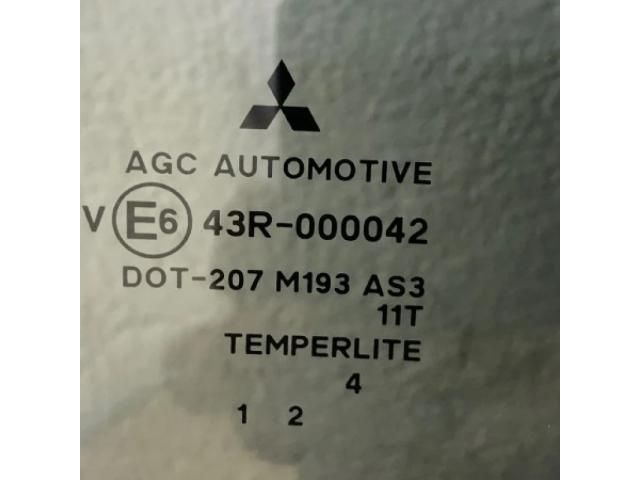 AGC AUTOMOTIVE
V E6 43R-000042
DOT-207 M193 AS3
11T
TEMPERLITE
4
1 2